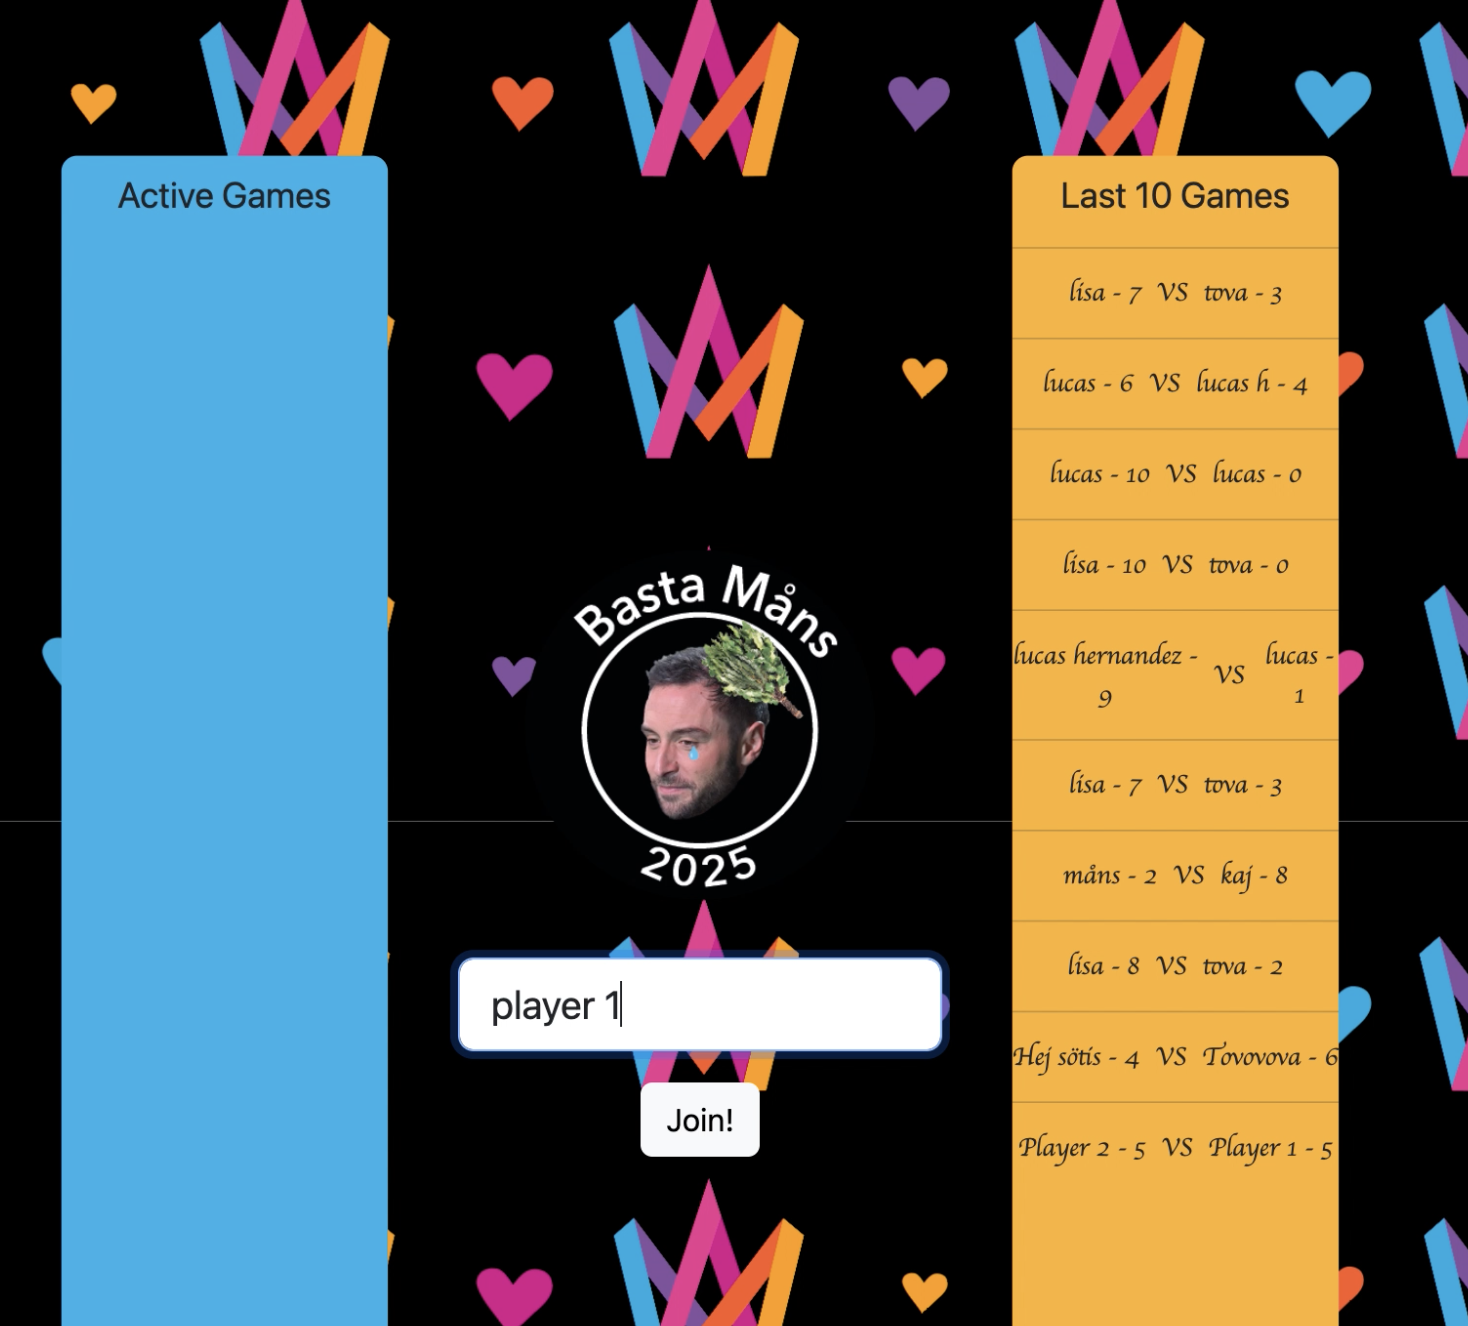 Active Games
Last 10 Games
lisa - 7 VS tova - 3
lucas - 6 VS lucas h - 4
lucas - 10 VS lucas - 0
lisa - 10 VS tova - 0
lucas hernandez - 9 VS lucas - 1
lisa - 7 VS tova - 3
måns - 2 VS kaj - 8
lisa - 8 VS tova - 2
Hej sötis - 4 VS Tovovova - 6
Player 2 - 5 VS Player 1 - 5
Basta Måns
2025
player 1
Join!